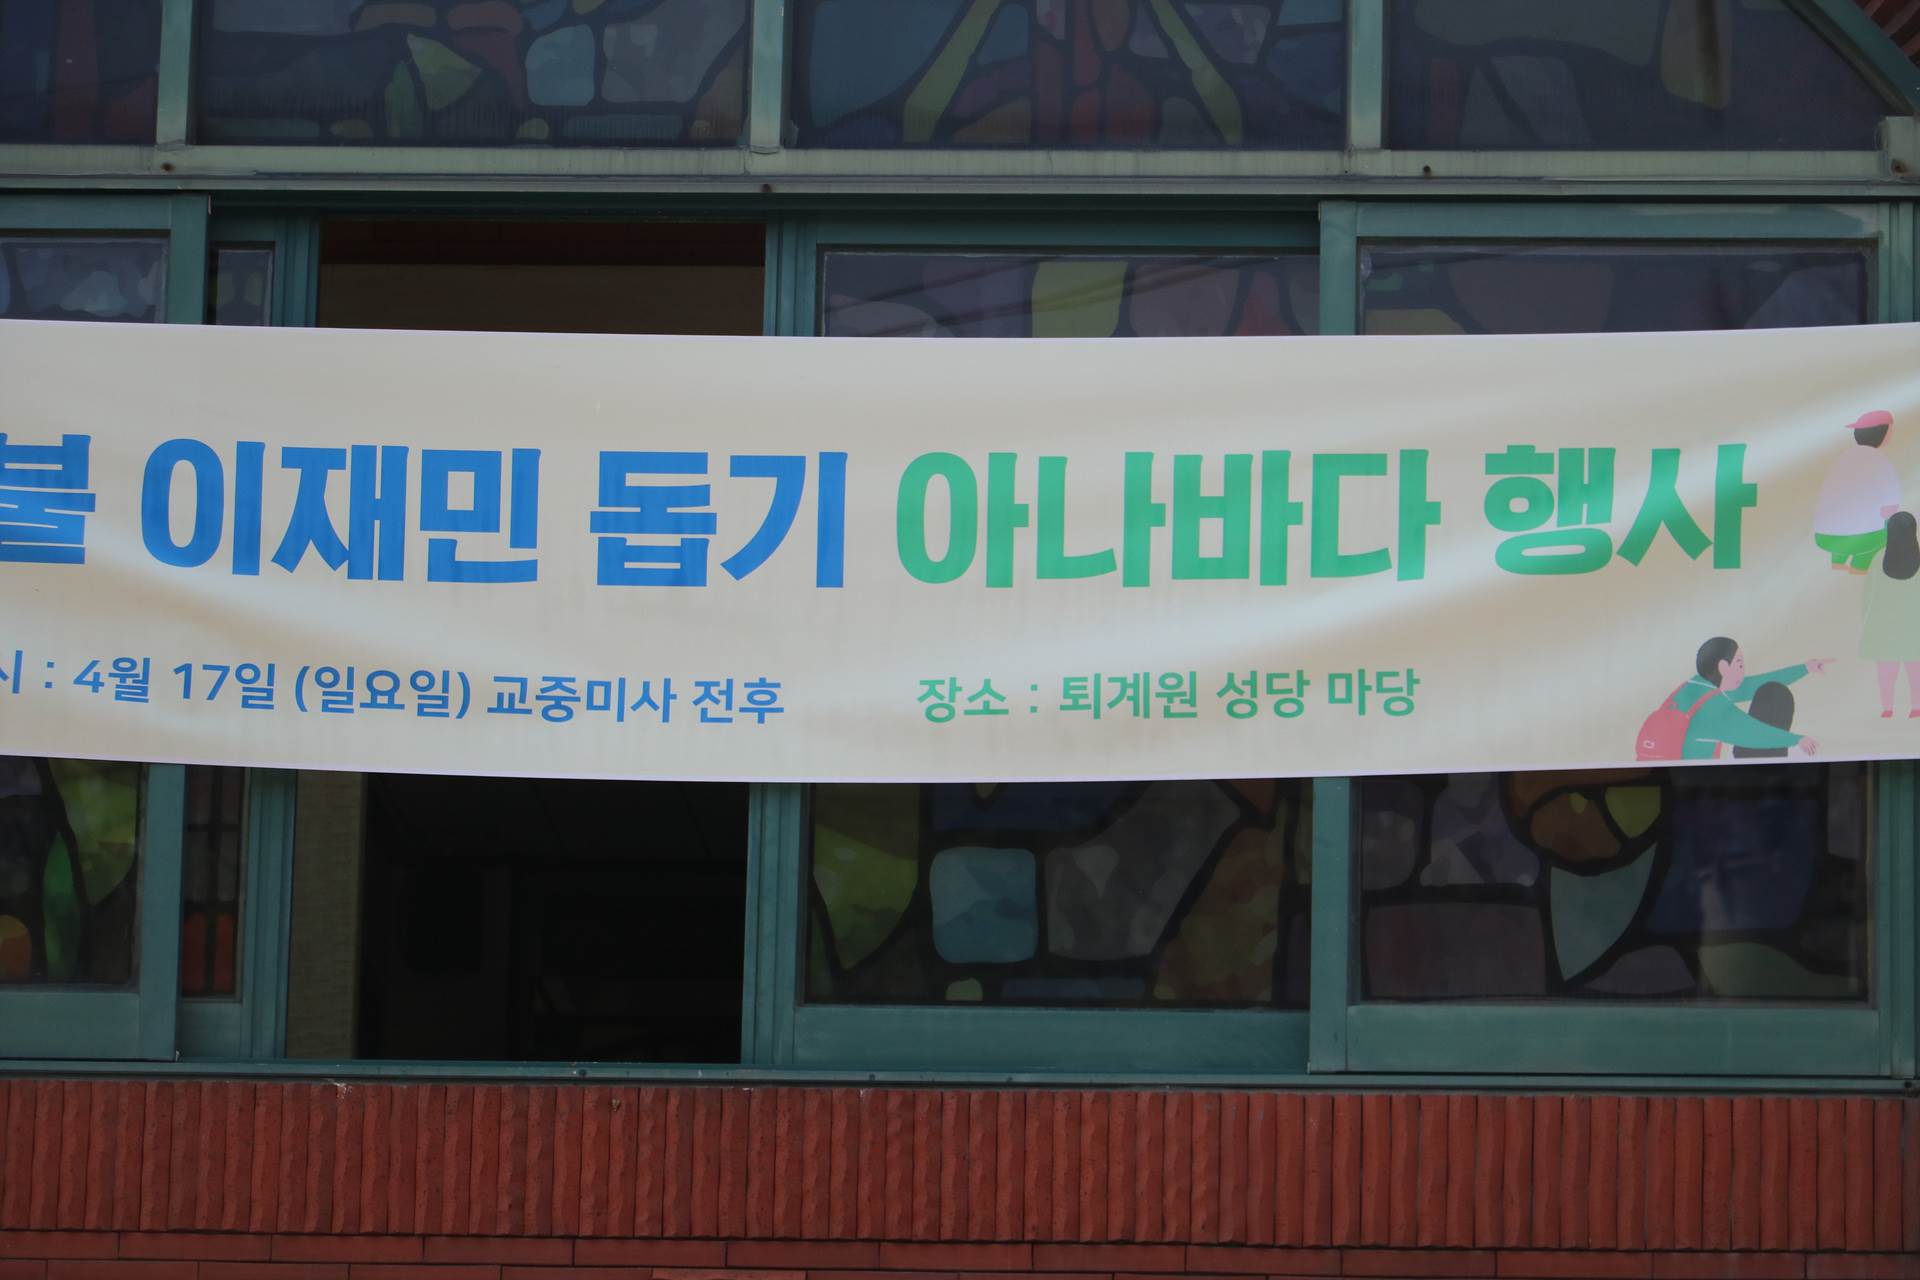 불 이재민 돕기 아나바다 행사
시 : 4월 17일 (일요일) 교중미사 전후 장소 : 퇴계원 성당 마당